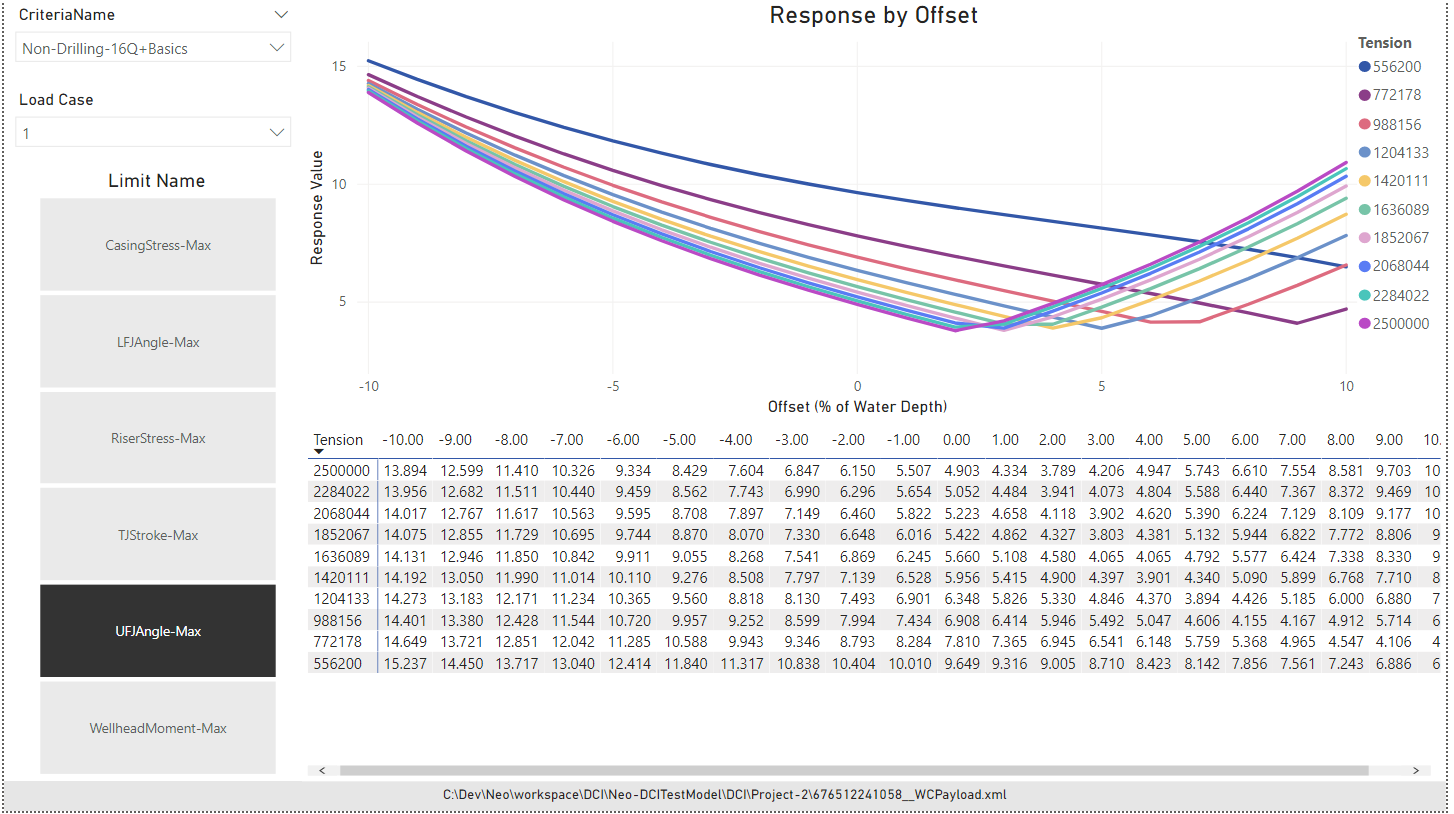 CriteriaName
Non-Drilling-16Q+Basics
Load Case
1
Limit Name
CasingStress-Max
LFJAngle-Max
RiserStress-Max
TJStroke-Max
UFJAngle-Max
WellheadMoment-Max
Response by Offset
Response Value
15
10
5
-10 -5 0 5 10
Offset (% of Water Depth)
Tension
556200
772178
988156
1204133
1420111
1636089
1852067
2068044
2284022
2500000
Tension -10.00 -9.00 -8.00 -7.00 -6.00 -5.00 -4.00 -3.00 -2.00 -1.00 0.00 1.00 2.00 3.00 4.00 5.00 6.00 7.00 8.00 9.00 10.
2500000 13.894 12.599 11.410 10.326 9.334 8.429 7.604 6.847 6.150 5.507 4.903 4.334 3.789 4.206 4.947 5.743 6.610 7.554 8.581 9.703 10
2284022 13.956 12.682 11.511 10.440 9.459 8.562 7.743 6.990 6.296 5.654 5.052 4.484 3.941 4.073 4.804 5.588 6.440 7.367 8.372 9.469 10
2068044 14.017 12.767 11.617 10.563 9.595 8.708 7.897 7.149 6.460 5.822 5.223 4.658 4.118 3.902 4.620 5.390 6.224 7.129 8.109 9.177 10
1852067 14.075 12.855 11.729 10.695 9.744 8.870 8.070 7.330 6.648 6.016 5.422 4.862 4.327 3.803 4.381 5.132 5.944 6.822 7.772 8.806 9
1636089 14.131 12.946 11.850 10.842 9.911 9.055 8.268 7.541 6.869 6.245 5.660 5.108 4.580 4.065 4.065 4.792 5.577 6.424 7.338 8.330 9
1420111 14.192 13.050 11.990 11.014 10.110 9.276 8.508 7.797 7.139 6.528 5.956 5.415 4.900 4.397 3.901 4.340 5.090 5.899 6.768 7.710 8
1204133 14.273 13.183 12.171 11.234 10.365 9.560 8.818 8.130 7.493 6.901 6.348 5.826 5.330 4.846 4.370 3.894 4.426 5.185 6.000 6.880 7
988156 14.401 13.380 12.428 11.544 10.720 9.957 9.252 8.599 7.994 7.434 6.908 6.414 5.946 5.492 5.047 4.606 4.155 4.167 4.912 5.714 6
772178 14.649 13.721 12.851 12.042 11.285 10.588 9.943 9.346 8.793 8.284 7.810 7.365 6.945 6.541 6.148 5.759 5.368 4.965 4.547 4.106 4
556200 15.237 14.450 13.717 13.040 12.414 11.840 11.317 10.838 10.404 10.010 9.649 9.316 9.005 8.710 8.423 8.142 7.856 7.561 7.243 6.886 6
C:\Dev\Neo\workspace\DCI\Neo-DCITestModel\DCI\Project-2\676512241058__WCPayload.xml